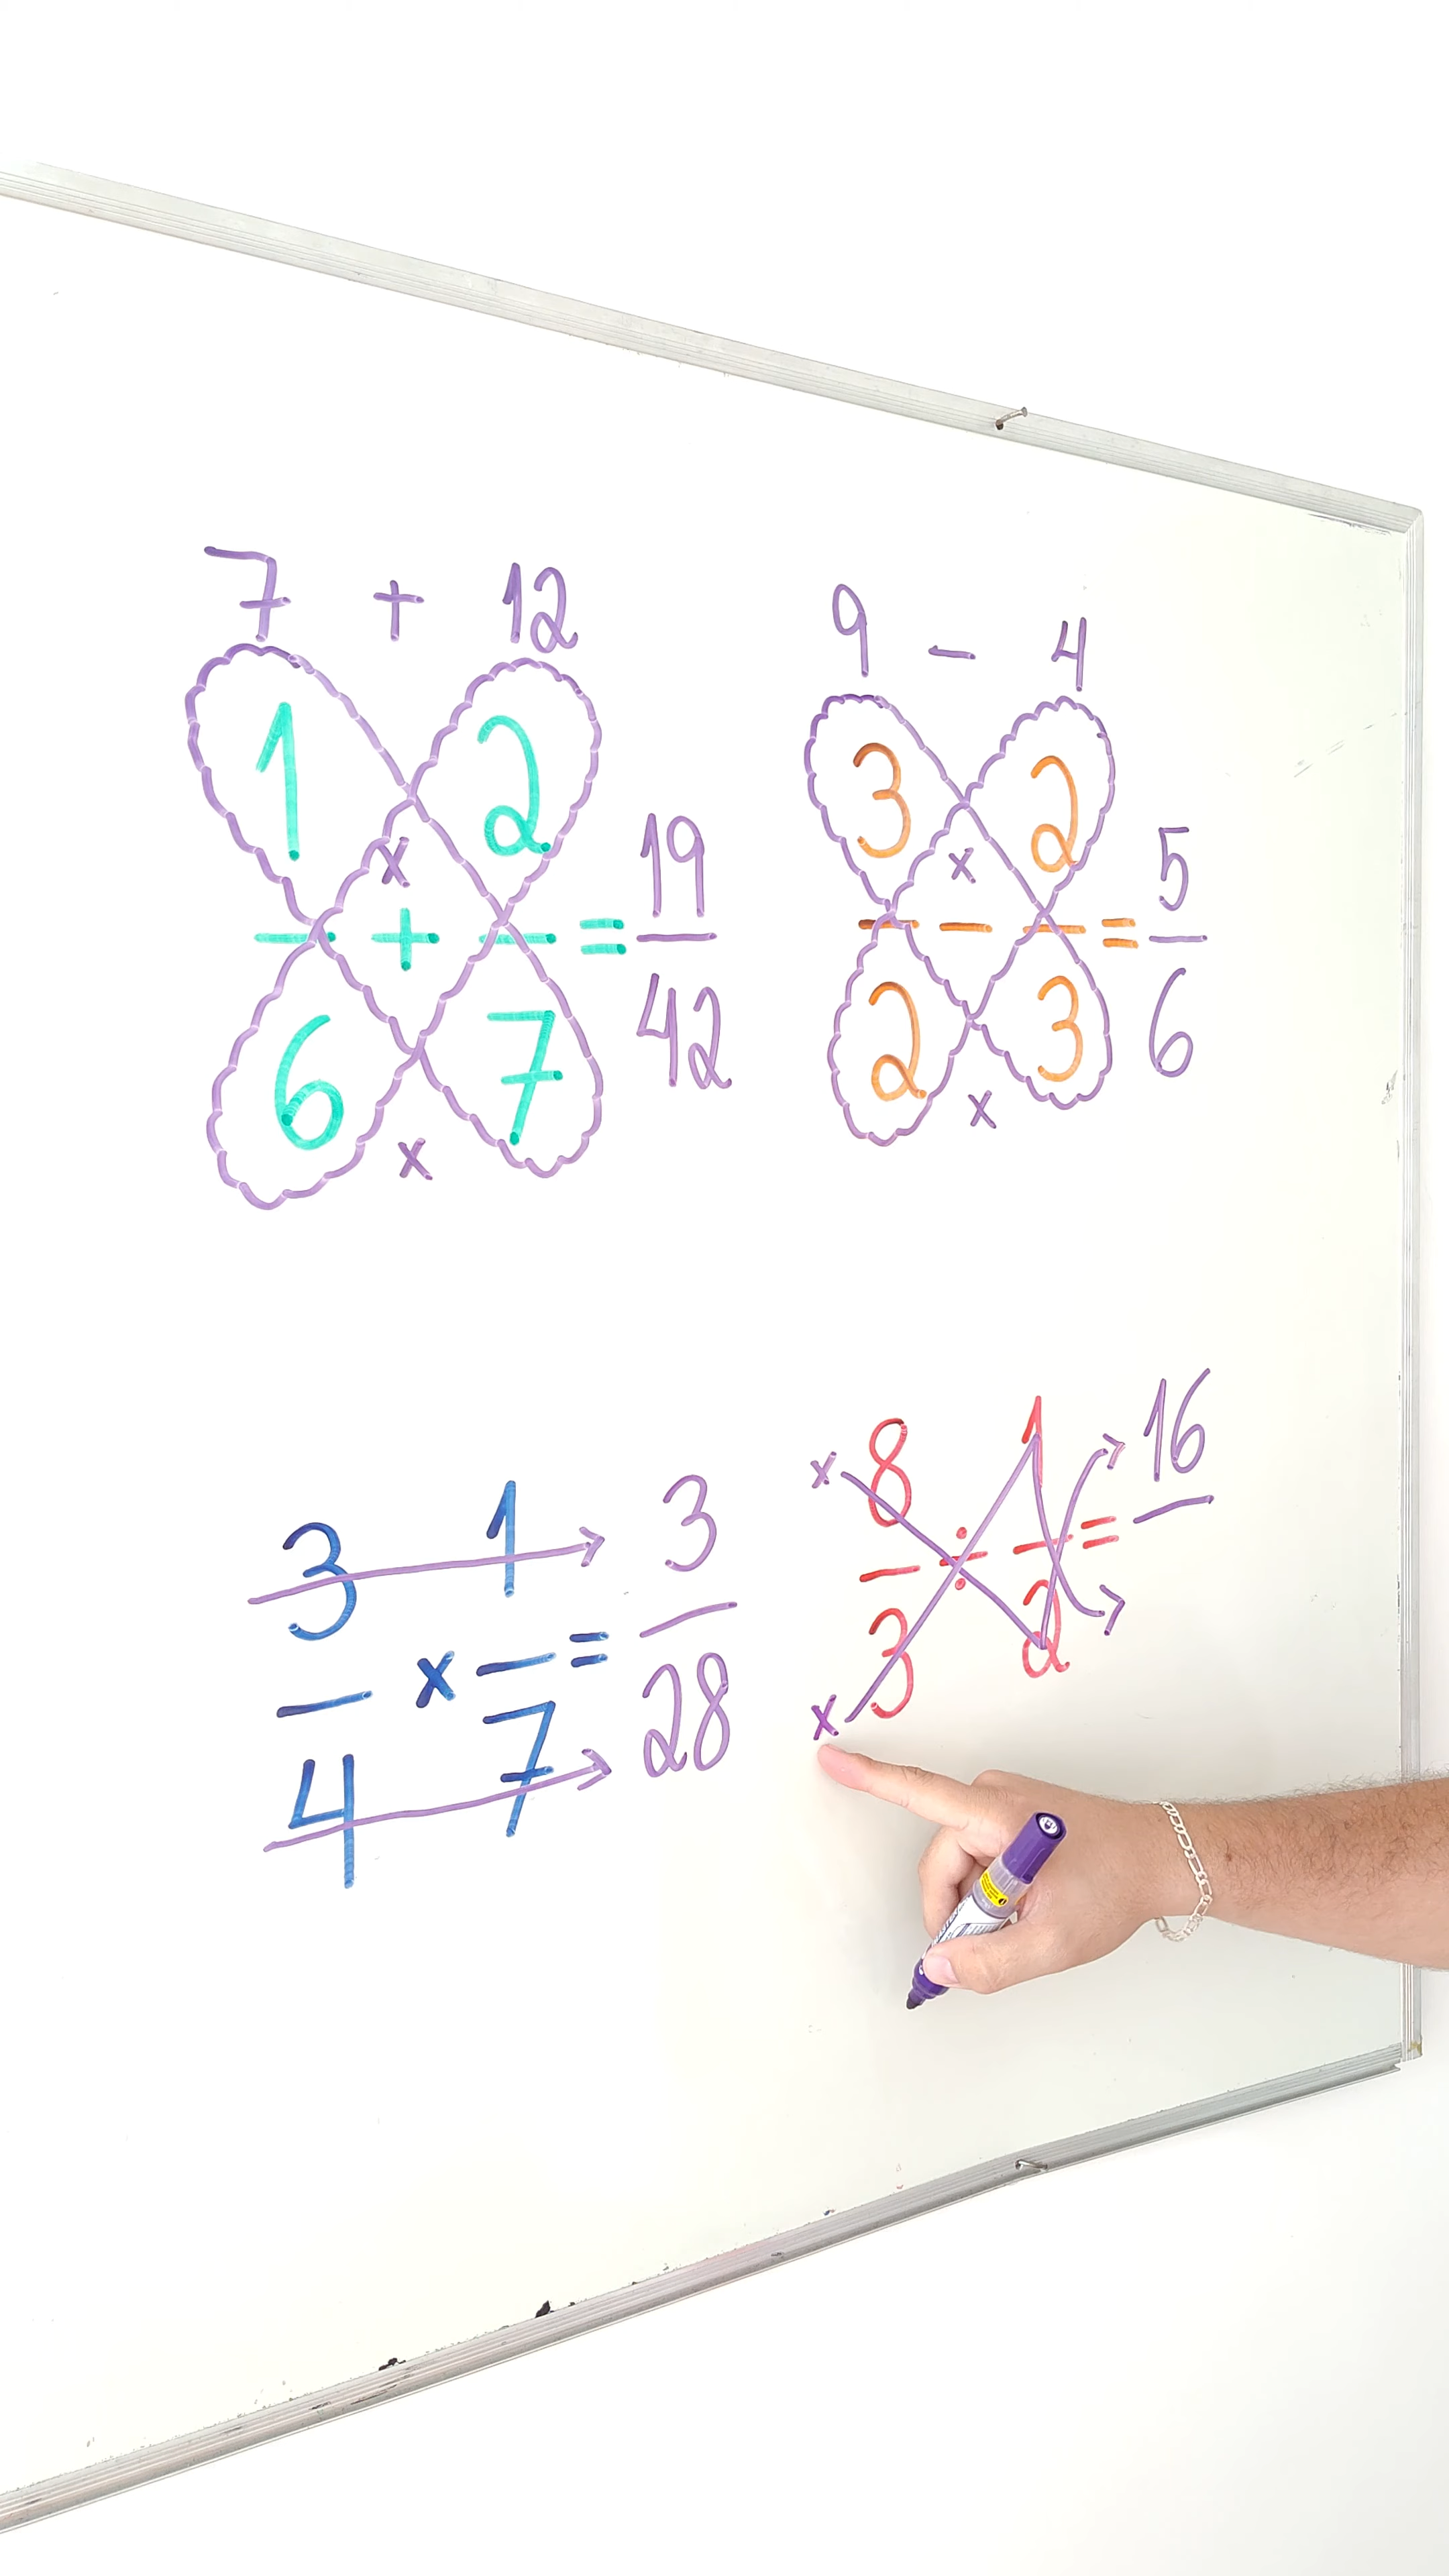 7 + 12
1/6 + 2/7 = 19/42
x
x
9 - 4
3/2 - 2/3 = 5/6
x
x
3/4 x 1/7 = 3/28
x 8/3 ÷ 1/2 = 16/
x